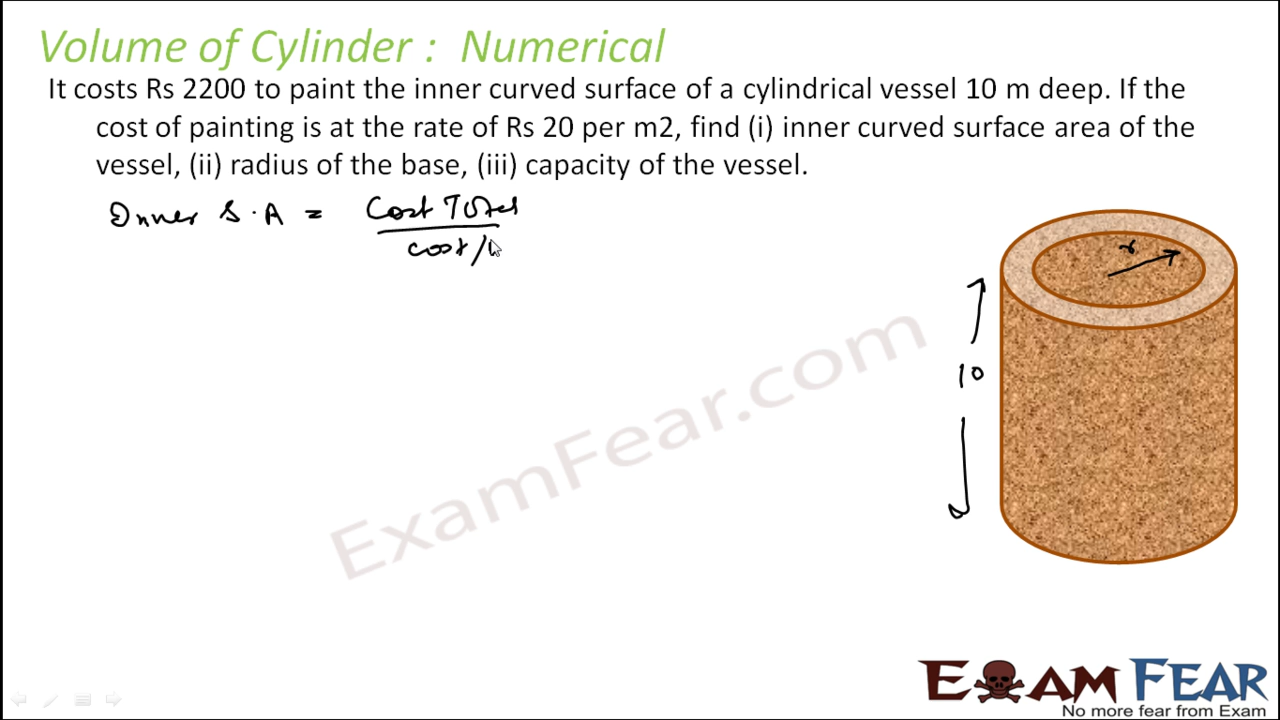 Volume of Cylinder : Numerical
It costs Rs 2200 to paint the inner curved surface of a cylindrical vessel 10 m deep. If the
cost of painting is at the rate of Rs 20 per m2, find (i) inner curved surface area of the
vessel, (ii) radius of the base, (iii) capacity of the vessel.
Inner S.A = Cost Total
cost/
r
10
ExamFear.com
EXAM FEAR
No more fear from Exam